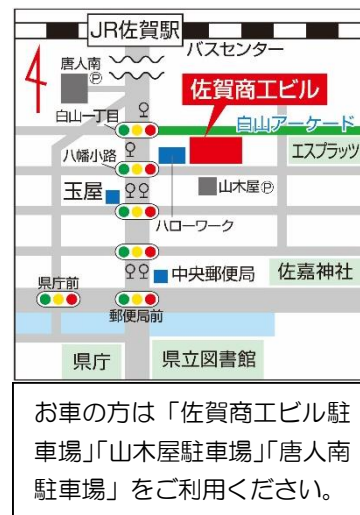 JR佐賀駅
バスセンター
唐人南
Ⓟ
佐賀商工ビル
白山一丁目
白山アーケード
八幡小路
エスプラッツ
玉屋
山木屋Ⓟ
ハローワーク
中央郵便局
佐嘉神社
県庁前
郵便局前
県庁
県立図書館
お車の方は「佐賀商工ビル駐
車場」「山木屋駐車場」「唐人南
駐車場」をご利用ください。